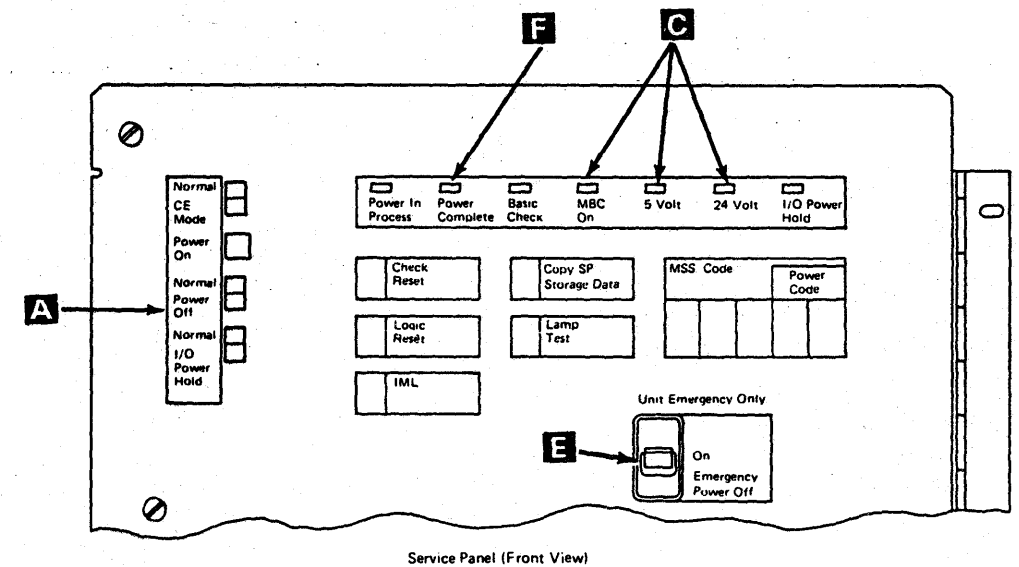 F
C
A
E
Normal
CE
Mode
Power
On
Normal
Power
Off
Normal
I/O
Power
Hold
Power In
Process
Power
Complete
Basic
Check
MBC
On
5 Volt
24 Volt
I/O Power
Hold
Check
Reset
Copy SP
Storage Data
MSS Code
Power
Code
Logic
Reset
Lamp
Test
IML
Unit Emergency Only
On
Emergency
Power Off
Service Panel (Front View)